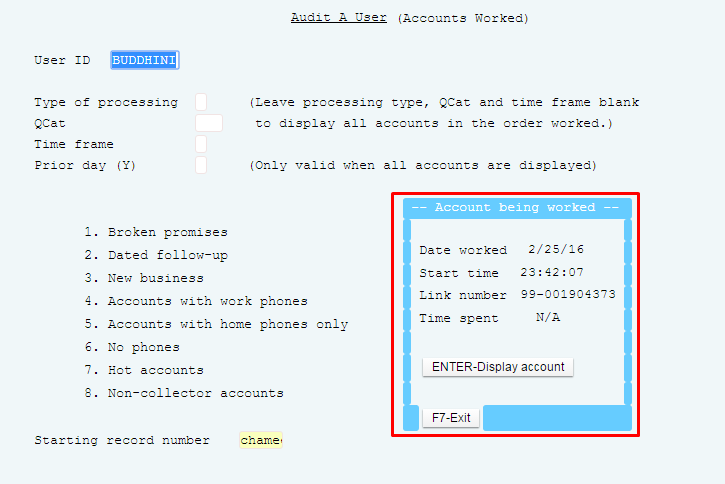 Audit A User (Accounts Worked)
User ID BUDDHINI
Type of processing (Leave processing type, QCat and time frame blank
QCat to display all accounts in the order worked.)
Time frame
Prior day (Y) (Only valid when all accounts are displayed)
1. Broken promises
2. Dated follow-up
3. New business
4. Accounts with work phones
5. Accounts with home phones only
6. No phones
7. Hot accounts
8. Non-collector accounts
-- Account being worked --
Date worked 2/25/16
Start time 23:42:07
Link number 99-001904373
Time spent N/A
ENTER-Display account
F7-Exit
Starting record number chame